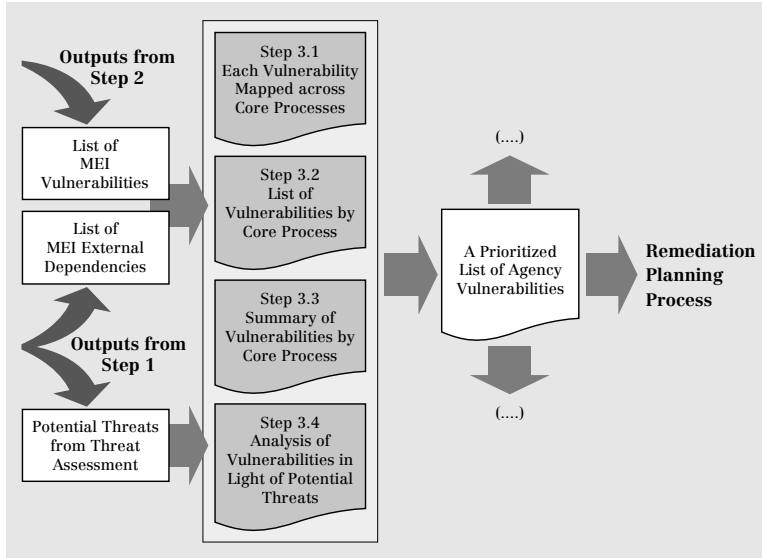 Outputs from
Step 2
List of
MEI
Vulnerabilities
List of
MEI External
Dependencies
Outputs from
Step 1
Potential Threats
from Threat
Assessment
Step 3.1
Each Vulnerability
Mapped across
Core Processes
Step 3.2
List of
Vulnerabilities by
Core Process
Step 3.3
Summary of
Vulnerabilities by
Core Process
Step 3.4
Analysis of
Vulnerabilities in
Light of Potential
Threats
(....)
A Prioritized
List of Agency
Vulnerabilities
(....)
Remediation
Planning
Process